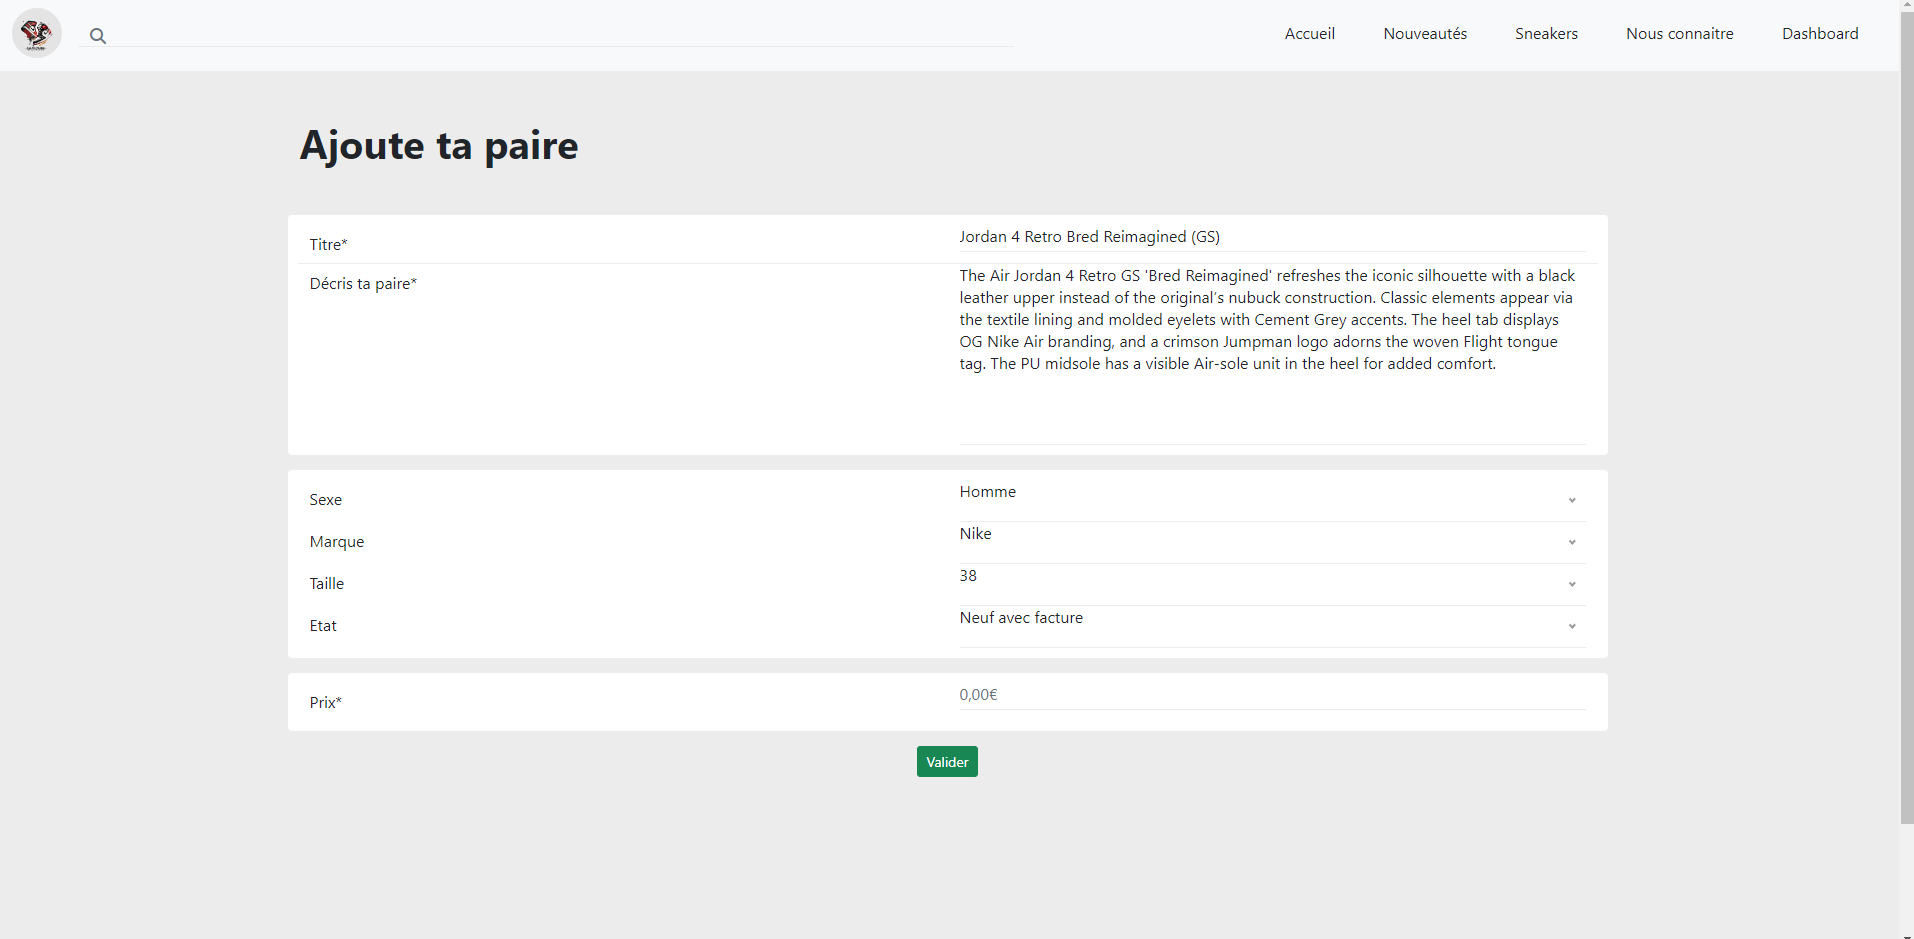 Accueil
Nouveautés
Sneakers
Nous connaitre
Dashboard
Ajoute ta paire
Titre*
Jordan 4 Retro Bred Reimagined (GS)
Décris ta paire*
The Air Jordan 4 Retro GS 'Bred Reimagined' refreshes the iconic silhouette with a black
leather upper instead of the original's nubuck construction. Classic elements appear via
the textile lining and molded eyelets with Cement Grey accents. The heel tab displays
OG Nike Air branding, and a crimson Jumpman logo adorns the woven Flight tongue
tag. The PU midsole has a visible Air-sole unit in the heel for added comfort.
Sexe
Homme
Marque
Nike
Taille
38
Etat
Neuf avec facture
Prix*
0,00€
Valider